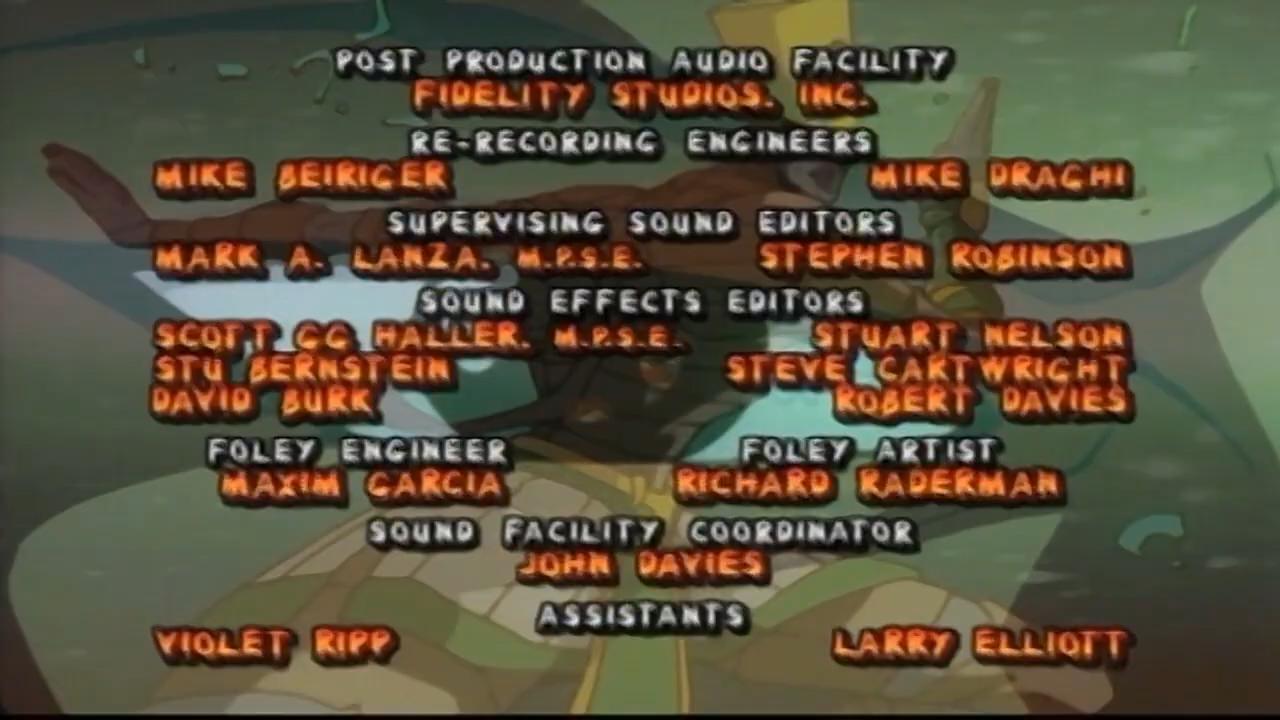 POST PRODUCTION AUDIO FACILITY
FIDELITY STUDIOS, INC.
RE-RECORDING ENGINEERS
MIKE BEIRIGER MIKE DRAGHI
SUPERVISING SOUND EDITORS
MARK A. LANZA, M.P.S.E. STEPHEN ROBINSON
SOUND EFFECTS EDITORS
SCOTT GG HALLER, M.P.S.E. STUART NELSON
STU BERNSTEIN STEVE CARTWRIGHT
DAVID BURK ROBERT DAVIES
FOLEY ENGINEER FOLEY ARTIST
MAXIM GARCIA RICHARD RADERMAN
SOUND FACILITY COORDINATOR
JOHN DAVIES
ASSISTANTS
VIOLET RIPP LARRY ELLIOTT